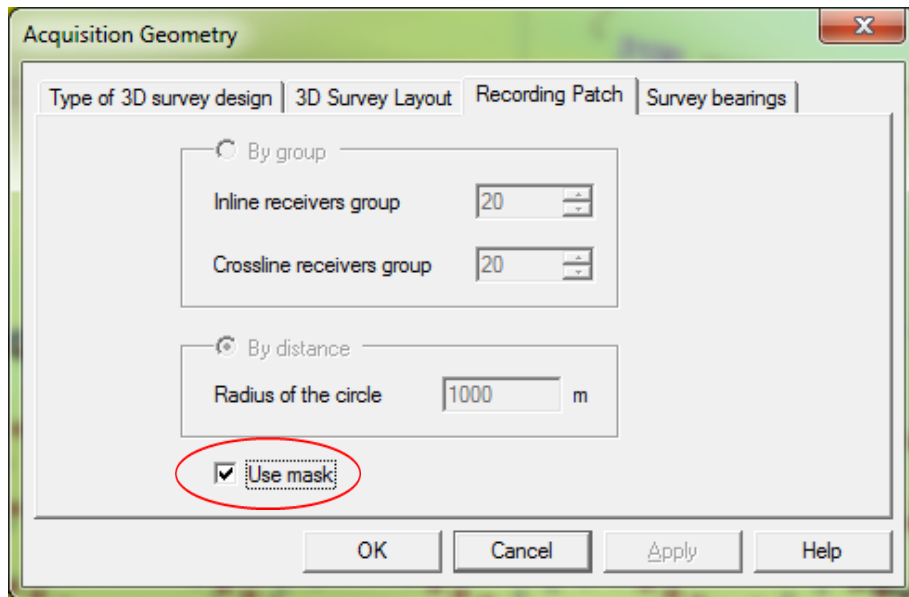 Acquisition Geometry
Type of 3D survey design 3D Survey Layout Recording Patch Survey bearings
By group
Inline receivers group 20
Crossline receivers group 20
By distance
Radius of the circle 1000 m
Use mask
OK Cancel Apply Help